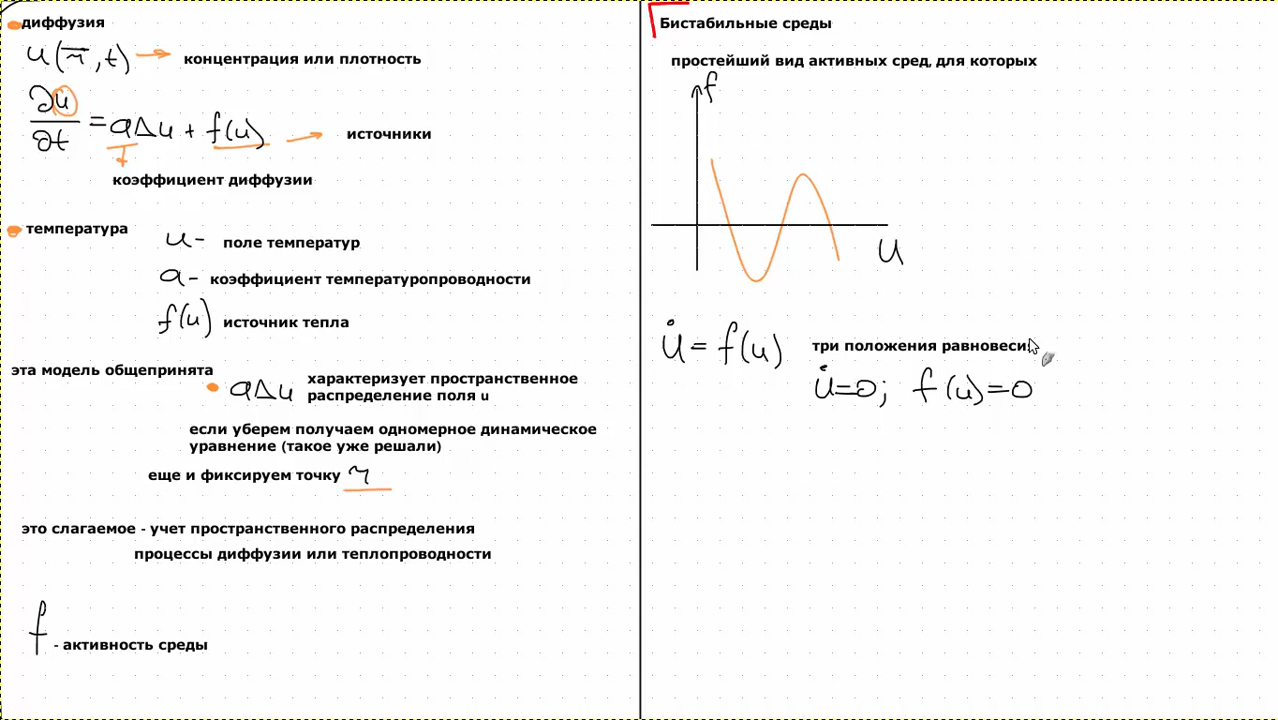 диффузия
u(r̅, t) → концентрация или плотность
∂u/∂t = aΔu + f(u) → источники
коэффициент диффузии
температура
u - поле температур
a - коэффициент температуропроводности
f(u) источник тепла
эта модель общепринята
aΔu характеризует пространственное
распределение поля u
если уберем получаем одномерное динамическое
уравнение (такое уже решали)
еще и фиксируем точку r
это слагаемое - учет пространственного распределения
процессы диффузии или теплопроводности
f - активность среды
Бистабильные среды
простейший вид активных сред, для которых
f
u
u̇ = f(u) три положения равновесия
u̇=0; f(u)=0